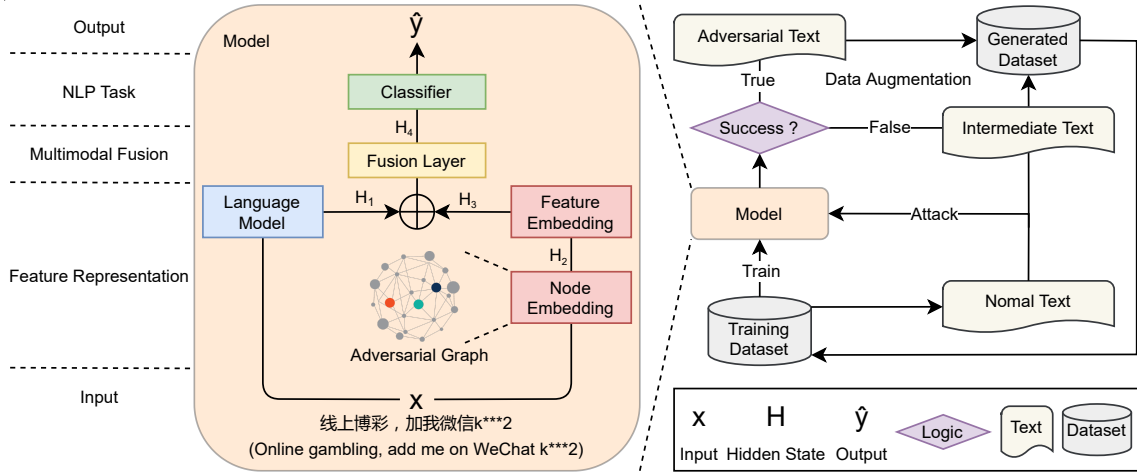 Output
NLP Task
Multimodal Fusion
Feature Representation
Input
Model
ŷ
Classifier
H4
Fusion Layer
Language
Model
H1
H3
Feature
Embedding
H2
Node
Embedding
Adversarial Graph
x
线上博彩，加我微信k***2
(Online gambling, add me on WeChat k***2)
Adversarial Text
Generated
Dataset
True
Data Augmentation
Success ?
False
Intermediate Text
Model
Attack
Train
Nomal Text
Training
Dataset
x
H
ŷ
Logic
Text
Dataset
Input
Hidden State
Output